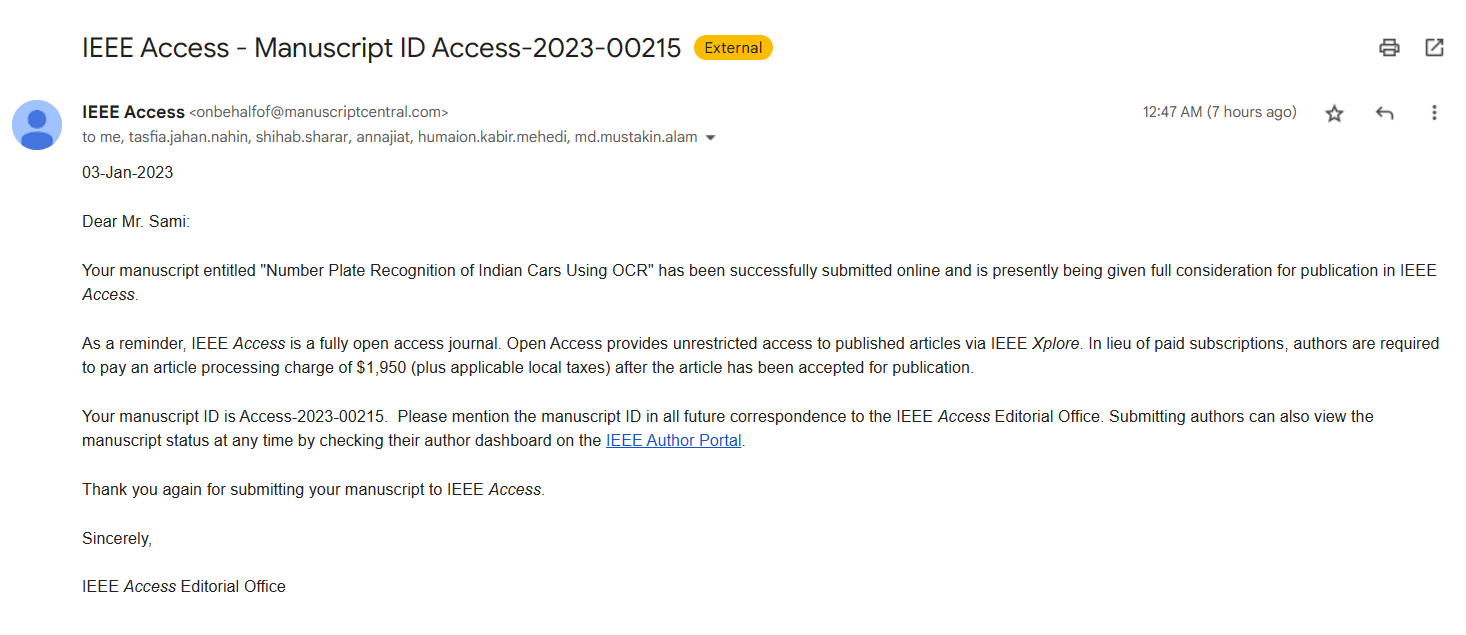 IEEE Access - Manuscript ID Access-2023-00215 External
IEEE Access <onbehalfof@manuscriptcentral.com> 12:47 AM (7 hours ago)
to me, tasfia.jahan.nahin, shihab.sharar, annajiat, humaion.kabir.mehedi, md.mustakin.alam
03-Jan-2023
Dear Mr. Sami:
Your manuscript entitled "Number Plate Recognition of Indian Cars Using OCR" has been successfully submitted online and is presently being given full consideration for publication in IEEE
Access.
As a reminder, IEEE Access is a fully open access journal. Open Access provides unrestricted access to published articles via IEEE Xplore. In lieu of paid subscriptions, authors are required
to pay an article processing charge of $1,950 (plus applicable local taxes) after the article has been accepted for publication.
Your manuscript ID is Access-2023-00215.  Please mention the manuscript ID in all future correspondence to the IEEE Access Editorial Office. Submitting authors can also view the
manuscript status at any time by checking their author dashboard on the IEEE Author Portal.
Thank you again for submitting your manuscript to IEEE Access.
Sincerely,
IEEE Access Editorial Office